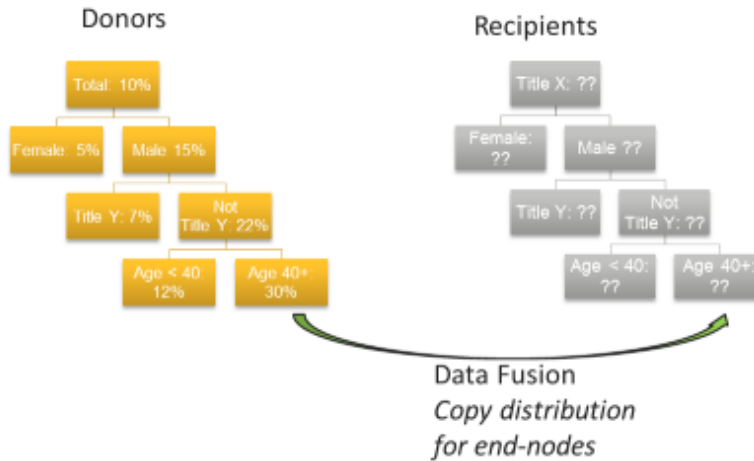 Donors
Total: 10%
Female: 5%
Male 15%
Title Y: 7%
Not
Title Y: 22%
Age < 40:
12%
Age 40+:
30%
Recipients
Title X: ??
Female:
??
Male ??
Title Y: ??
Not
Title Y: ??
Age < 40:
??
Age 40+:
??
Data Fusion
Copy distribution
for end-nodes